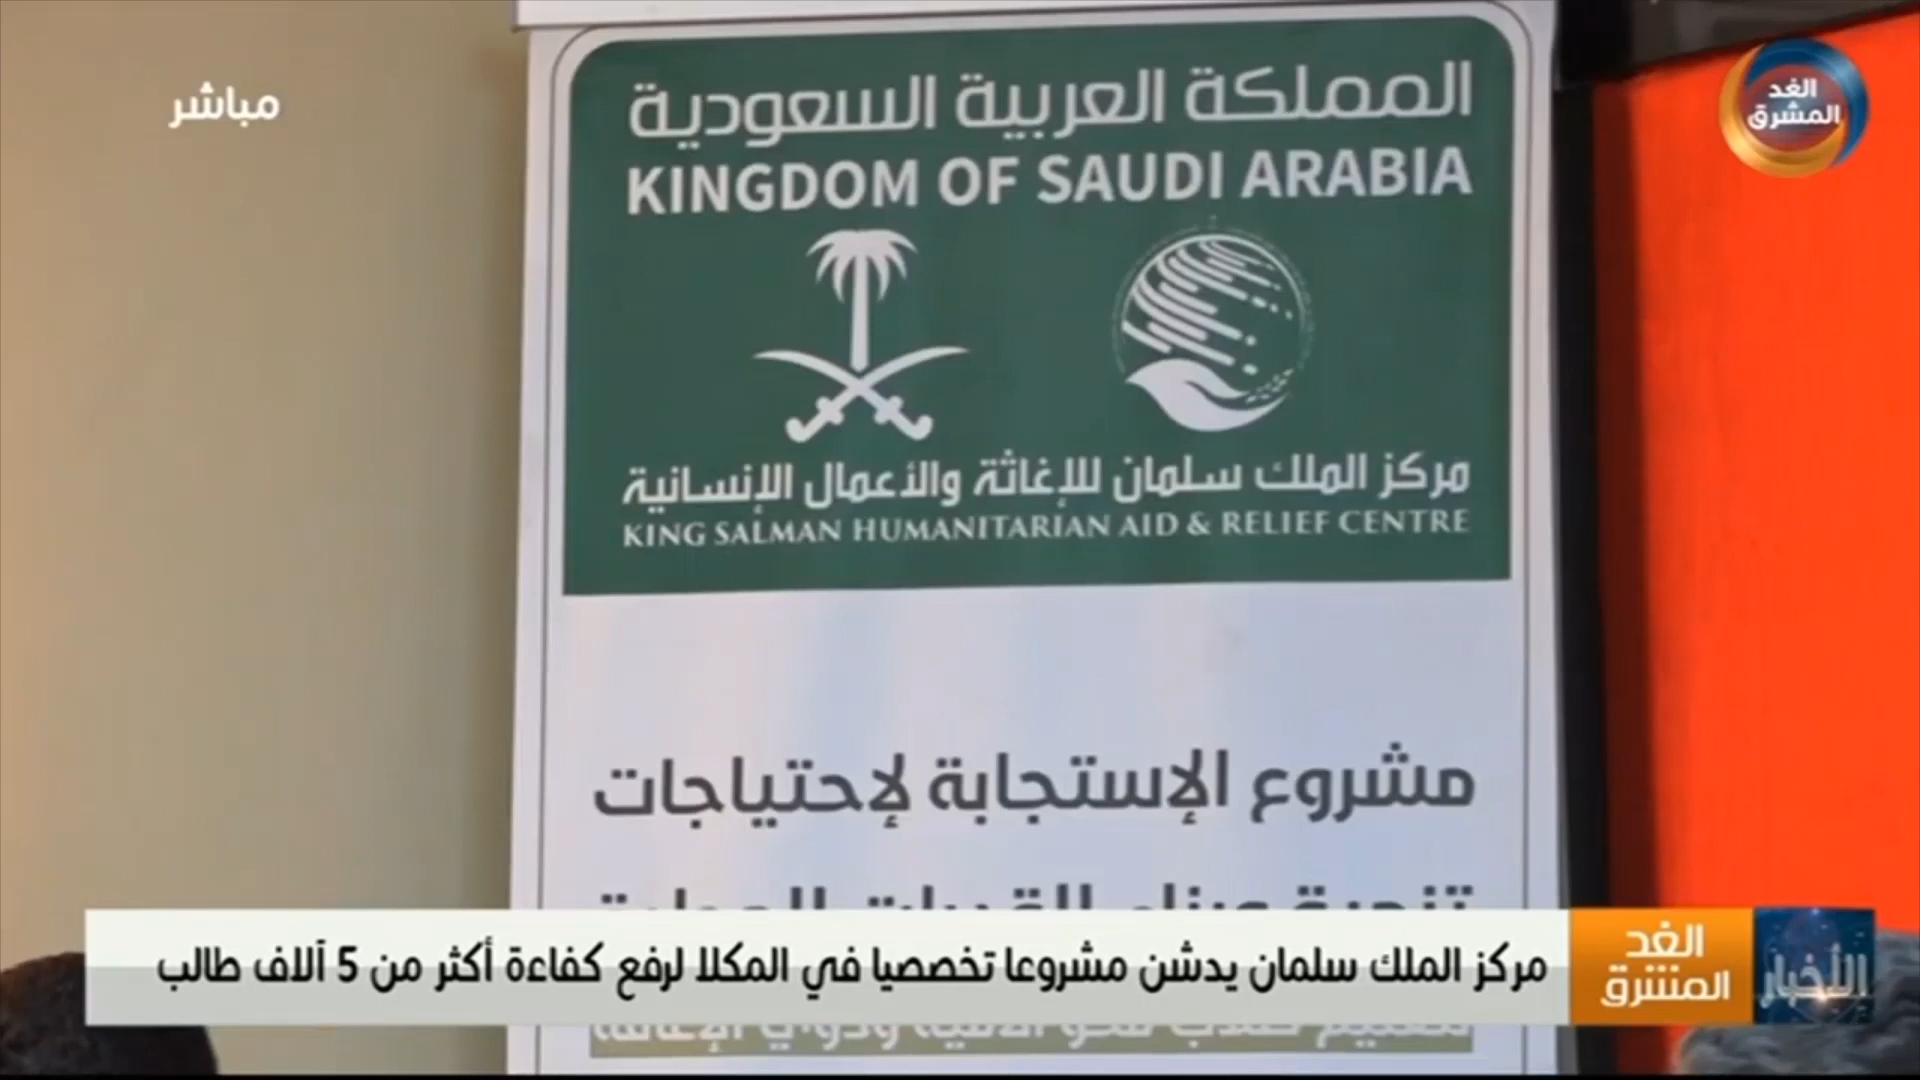 مباشر
الغد
المشرق
المملكة العربية السعودية
KINGDOM OF SAUDI ARABIA
مركز الملك سلمان للإغاثة والأعمال الإنسانية
KING SALMAN HUMANITARIAN AID & RELIEF CENTRE
مشروع الإستجابة لإحتياجات
الأخبار
الغد
المشرق
مركز الملك سلمان يدشن مشروعا تخصصيا في المكلا لرفع كفاءة أكثر من 5 آلاف طالب